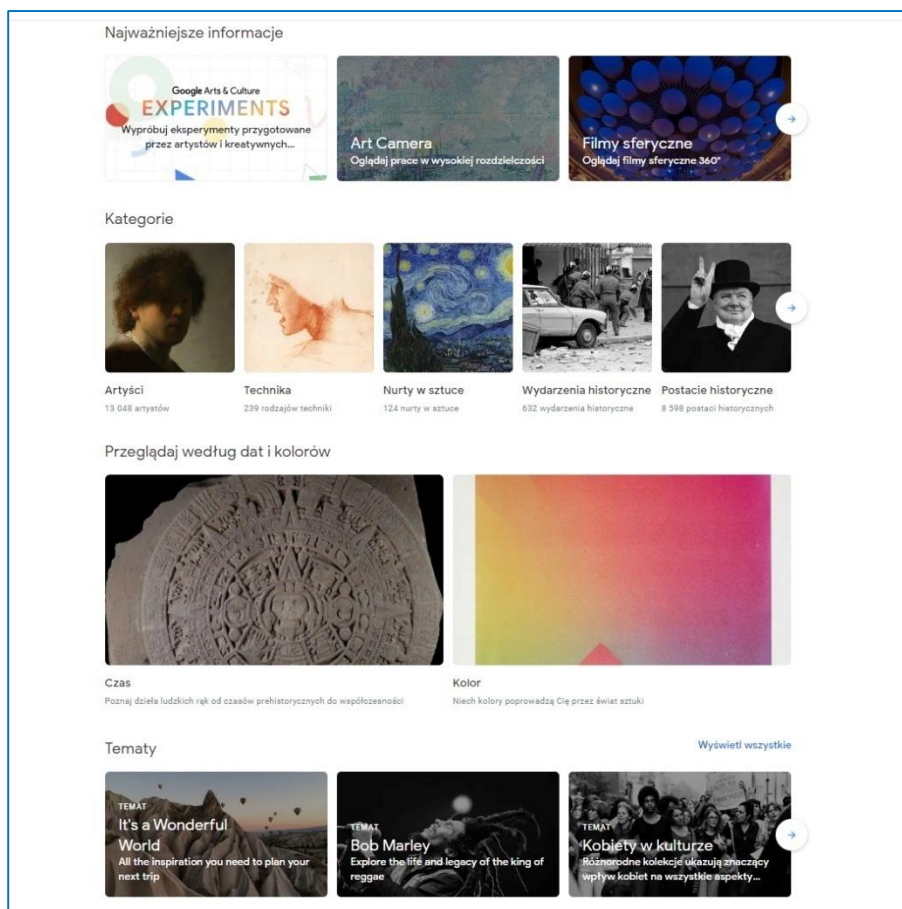 Najważniejsze informacje
Google Arts & Culture
EXPERIMENTS
Wypróbuj eksperymenty przygotowane
przez artystów i kreatywnych...
Art Camera
Oglądaj prace w wysokiej rozdzielczości
Filmy sferyczne
Oglądaj filmy sferyczne 360°
Kategorie
Artyści
13 048 artystów
Technika
239 rodzajów techniki
Nurty w sztuce
124 nurty w sztuce
Wydarzenia historyczne
632 wydarzenia historyczne
Postacie historyczne
8 598 postaci historycznych
Przeglądaj według dat i kolorów
Czas
Poznaj dzieła ludzkich rąk od czasów prehistorycznych do współczesności
Kolor
Niech kolory poprowadzą Cię przez świat sztuki
Tematy
Wyświetl wszystkie
TEMAT
It's a Wonderful
World
All the inspiration you need to plan your
next trip
TEMAT
Bob Marley
Explore the life and legacy of the king of
reggae
TEMAT
Kobiety w kulturze
Różnorodne kolekcje ukazują znaczący
wpływ kobiet na wszystkie aspekty...